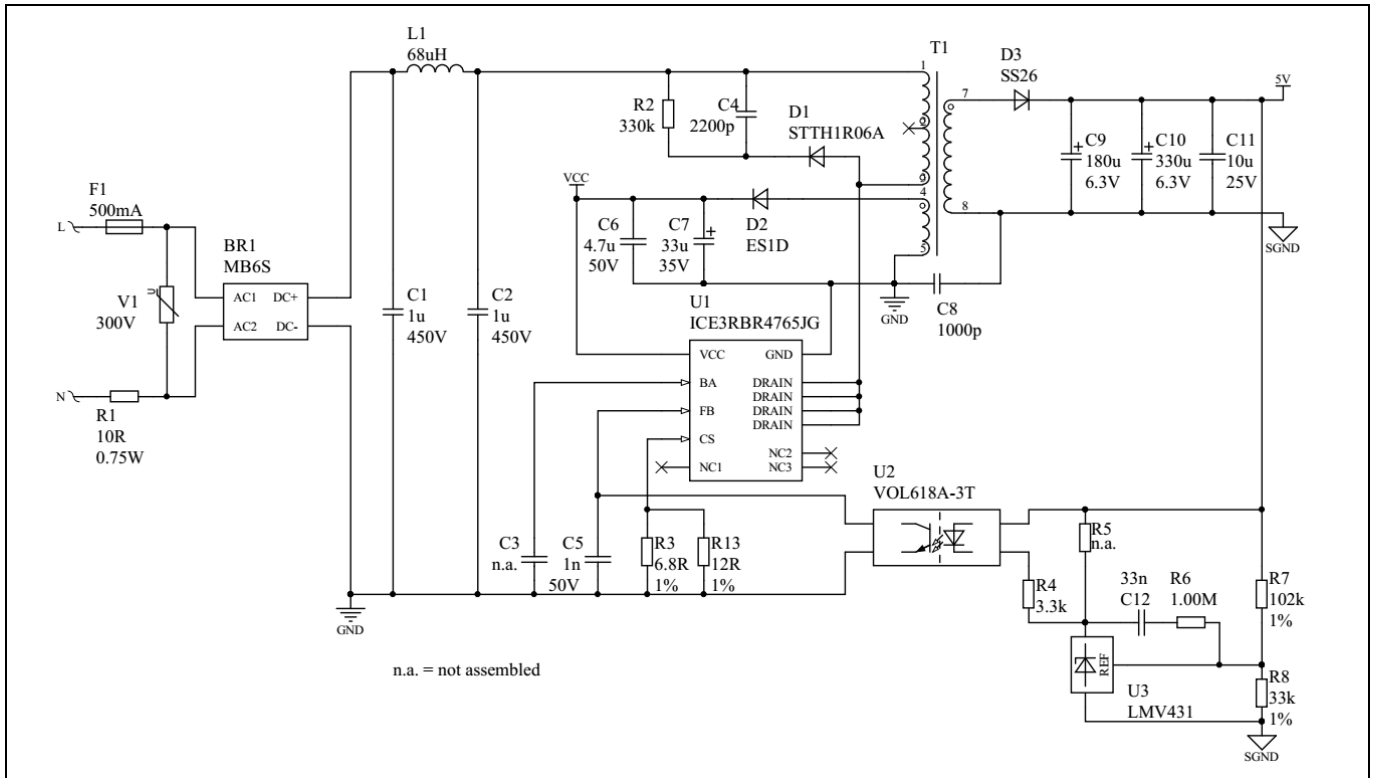 L1
68uH
T1
1
D3
SS26
5V
R2
330k
C4
2200p
D1
STTH1R06A
7
C9
180u
6.3V
C10
330u
6.3V
C11
10u
25V
VCC
9
4
8
SGND
F1
500mA
L
C6
4.7u
50V
C7
33u
35V
D2
ES1D
5
BR1
MB6S
AC1 DC+
AC2 DC-
V1
300V
U
C1
1u
450V
C2
1u
450V
GND
C8
1000p
U1
ICE3RBR4765JG
VCC GND
BA DRAIN
DRAIN
FB DRAIN
DRAIN
CS
NC2
NC1 NC3
N
R1
10R
0.75W
U2
VOL618A-3T
C3
n.a.
C5
1n
50V
R3
6.8R
1%
R13
12R
1%
R5
n.a.
R4
3.3k
33n
C12
R6
1.00M
R7
102k
1%
GND
REF
U3
LMV431
R8
33k
1%
SGND
n.a. = not assembled